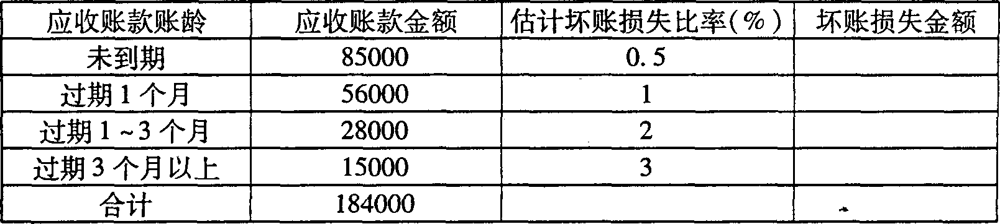 应收账款账龄 应收账款金额 估计坏账损失比率(%) 坏账损失金额
未到期 85000 0.5
过期1个月 56000 1
过期1~3个月 28000 2
过期3个月以上 15000 3
合计 184000